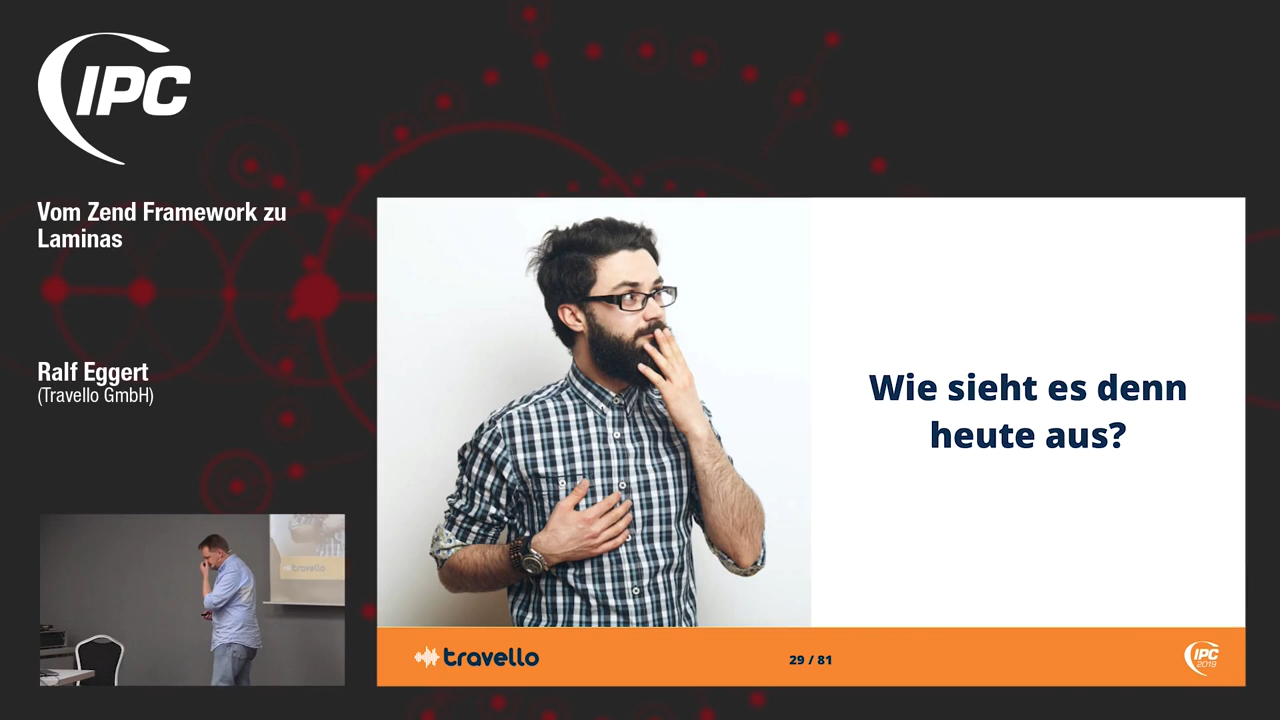 IPC
Vom Zend Framework zu
Laminas
Ralf Eggert
(Travello GmbH)
travello
Wie sieht es denn
heute aus?
travello
29 / 81
IPC
2019